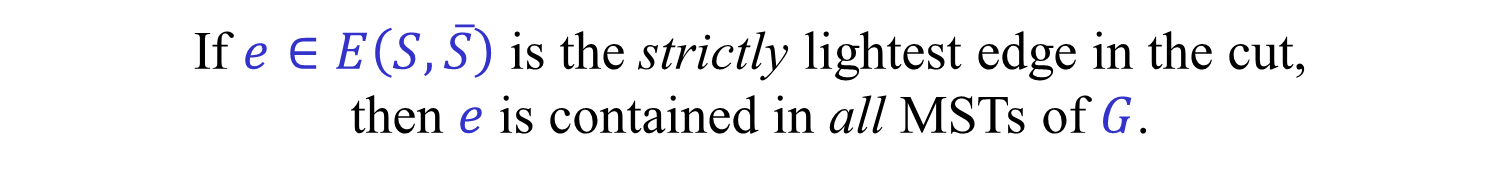 If e ∈ E(S, S̄) is the strictly lightest edge in the cut,
then e is contained in all MSTs of G.